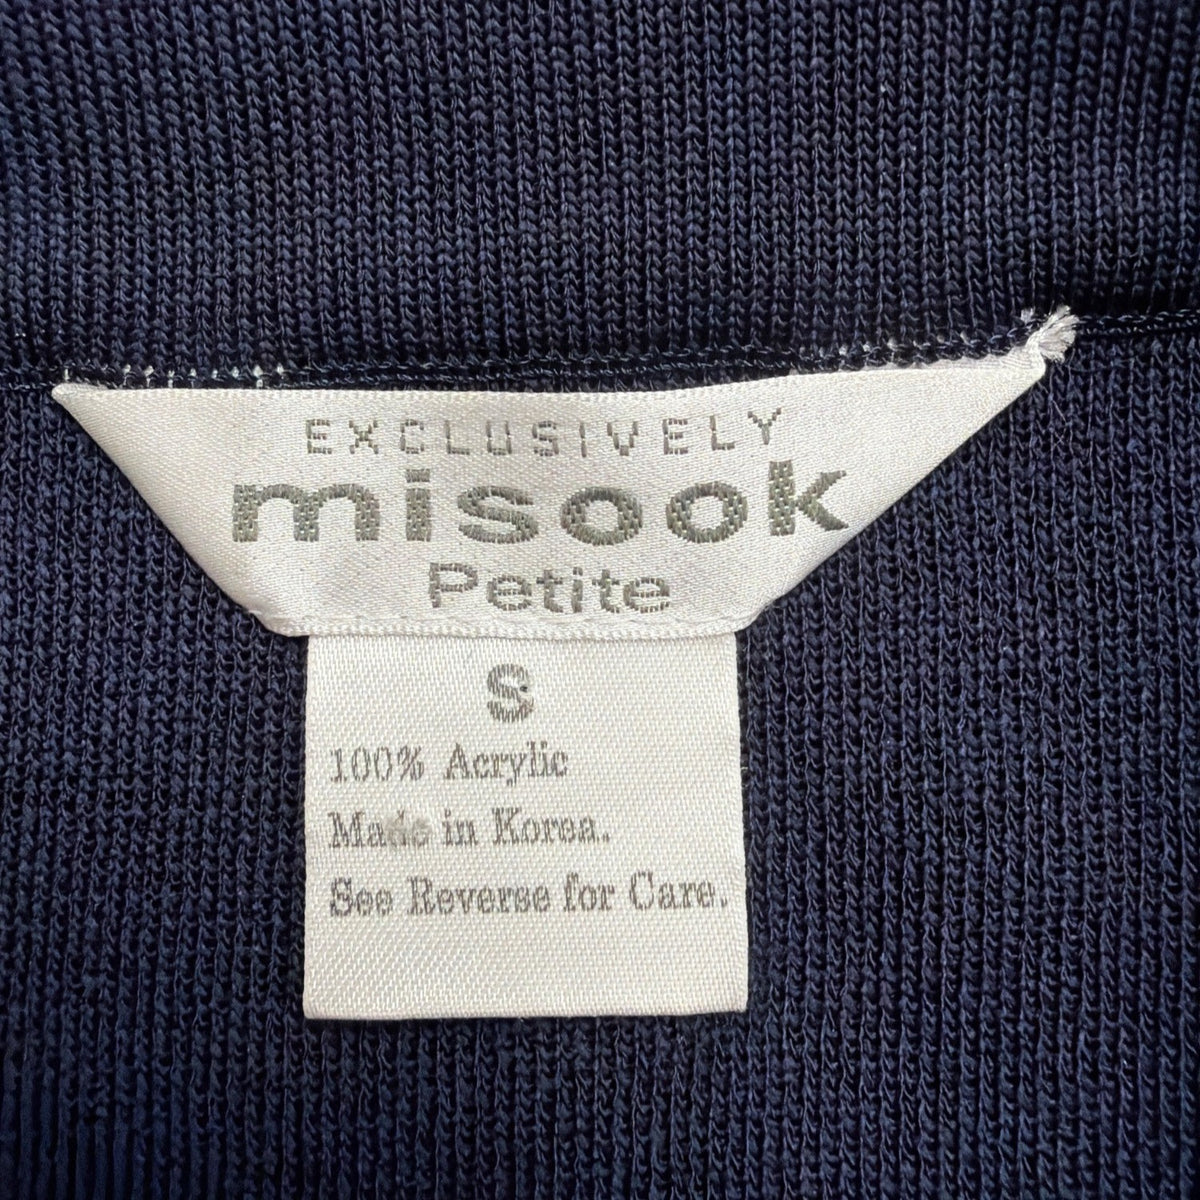 EXCLUSIVELY
misook
Petite
S
100% Acrylic
Made in Korea.
See Reverse for Care.